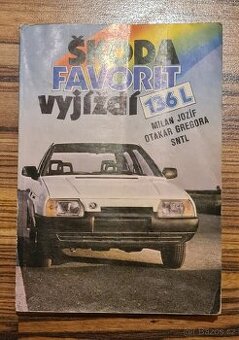 ŠKODA
FAVORIT
136 L
vyjíždí
MILAN JOZÍF
OTAKAR GREGORA
SNTL